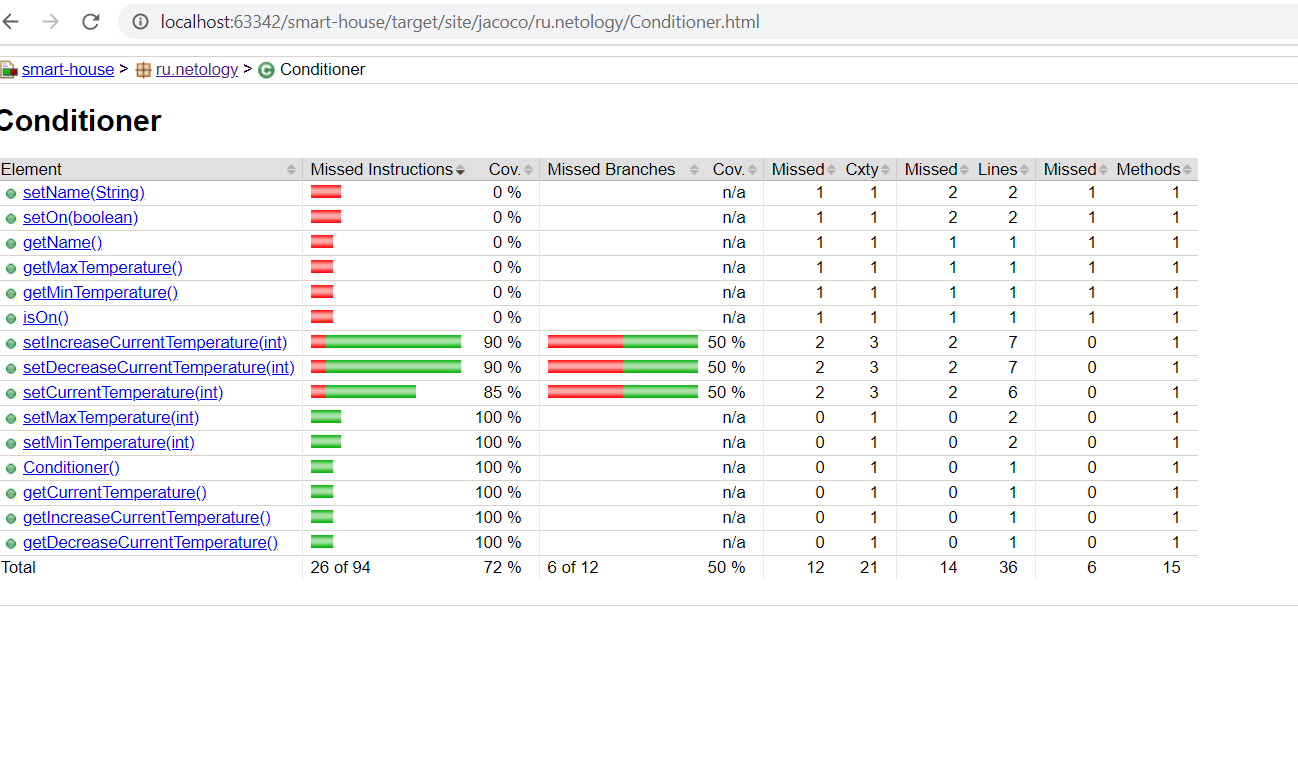 localhost:63342/smart-house/target/site/jacoco/ru.netology/Conditioner.html
smart-house > ru.netology > C Conditioner
Conditioner
Element Missed Instructions Cov. Missed Branches Cov. Missed Cxty Missed Lines Missed Methods
setName(String) 0 % n/a 1 1 2 2 1 1
setOn(boolean) 0 % n/a 1 1 2 2 1 1
getName() 0 % n/a 1 1 1 1 1 1
getMaxTemperature() 0 % n/a 1 1 1 1 1 1
getMinTemperature() 0 % n/a 1 1 1 1 1 1
isOn() 0 % n/a 1 1 1 1 1 1
setIncreaseCurrentTemperature(int) 90 % 50 % 2 3 2 7 0 1
setDecreaseCurrentTemperature(int) 90 % 50 % 2 3 2 7 0 1
setCurrentTemperature(int) 85 % 50 % 2 3 2 6 0 1
setMaxTemperature(int) 100 % n/a 0 1 0 2 0 1
setMinTemperature(int) 100 % n/a 0 1 0 2 0 1
Conditioner() 100 % n/a 0 1 0 1 0 1
getCurrentTemperature() 100 % n/a 0 1 0 1 0 1
getIncreaseCurrentTemperature() 100 % n/a 0 1 0 1 0 1
getDecreaseCurrentTemperature() 100 % n/a 0 1 0 1 0 1
Total 26 of 94 72 % 6 of 12 50 % 12 21 14 36 6 15